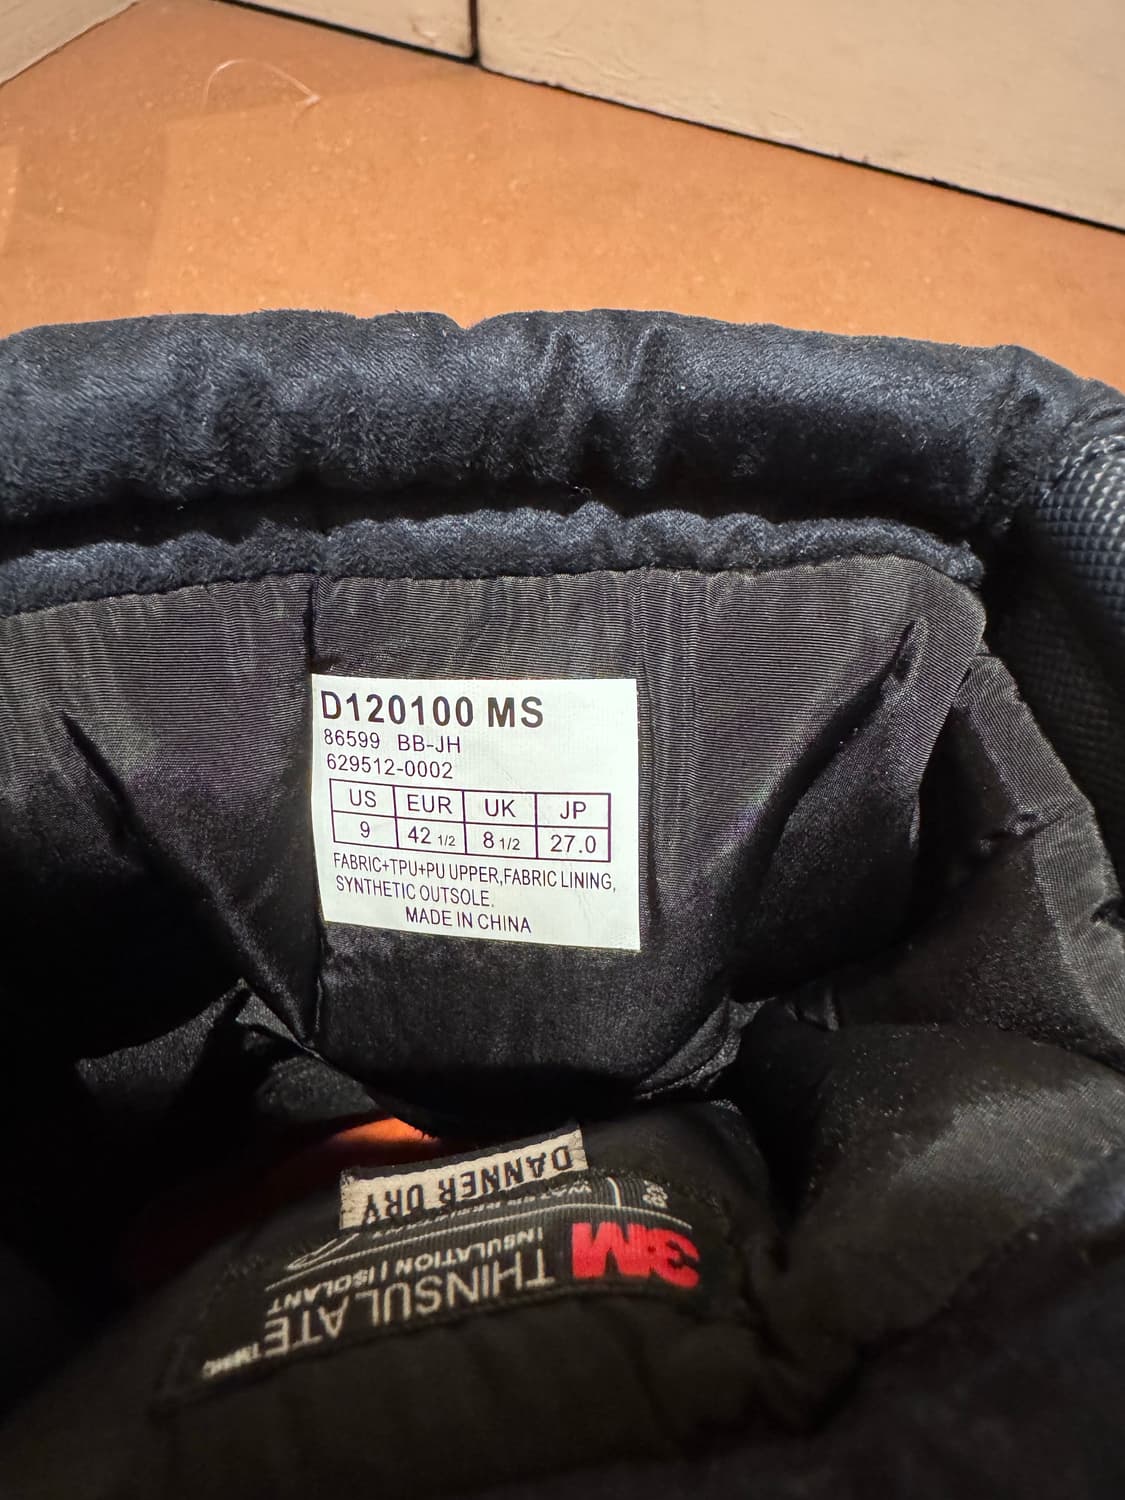 D120100 MS
86599 BB-JH
629512-0002
US EUR UK JP
9 42 1/2 8 1/2 27.0
FABRIC+TPU+PU UPPER,FABRIC LINING,
SYNTHETIC OUTSOLE.
MADE IN CHINA
DANNER DRY
3M
THINSULATE
INSULATION | ISOLANT